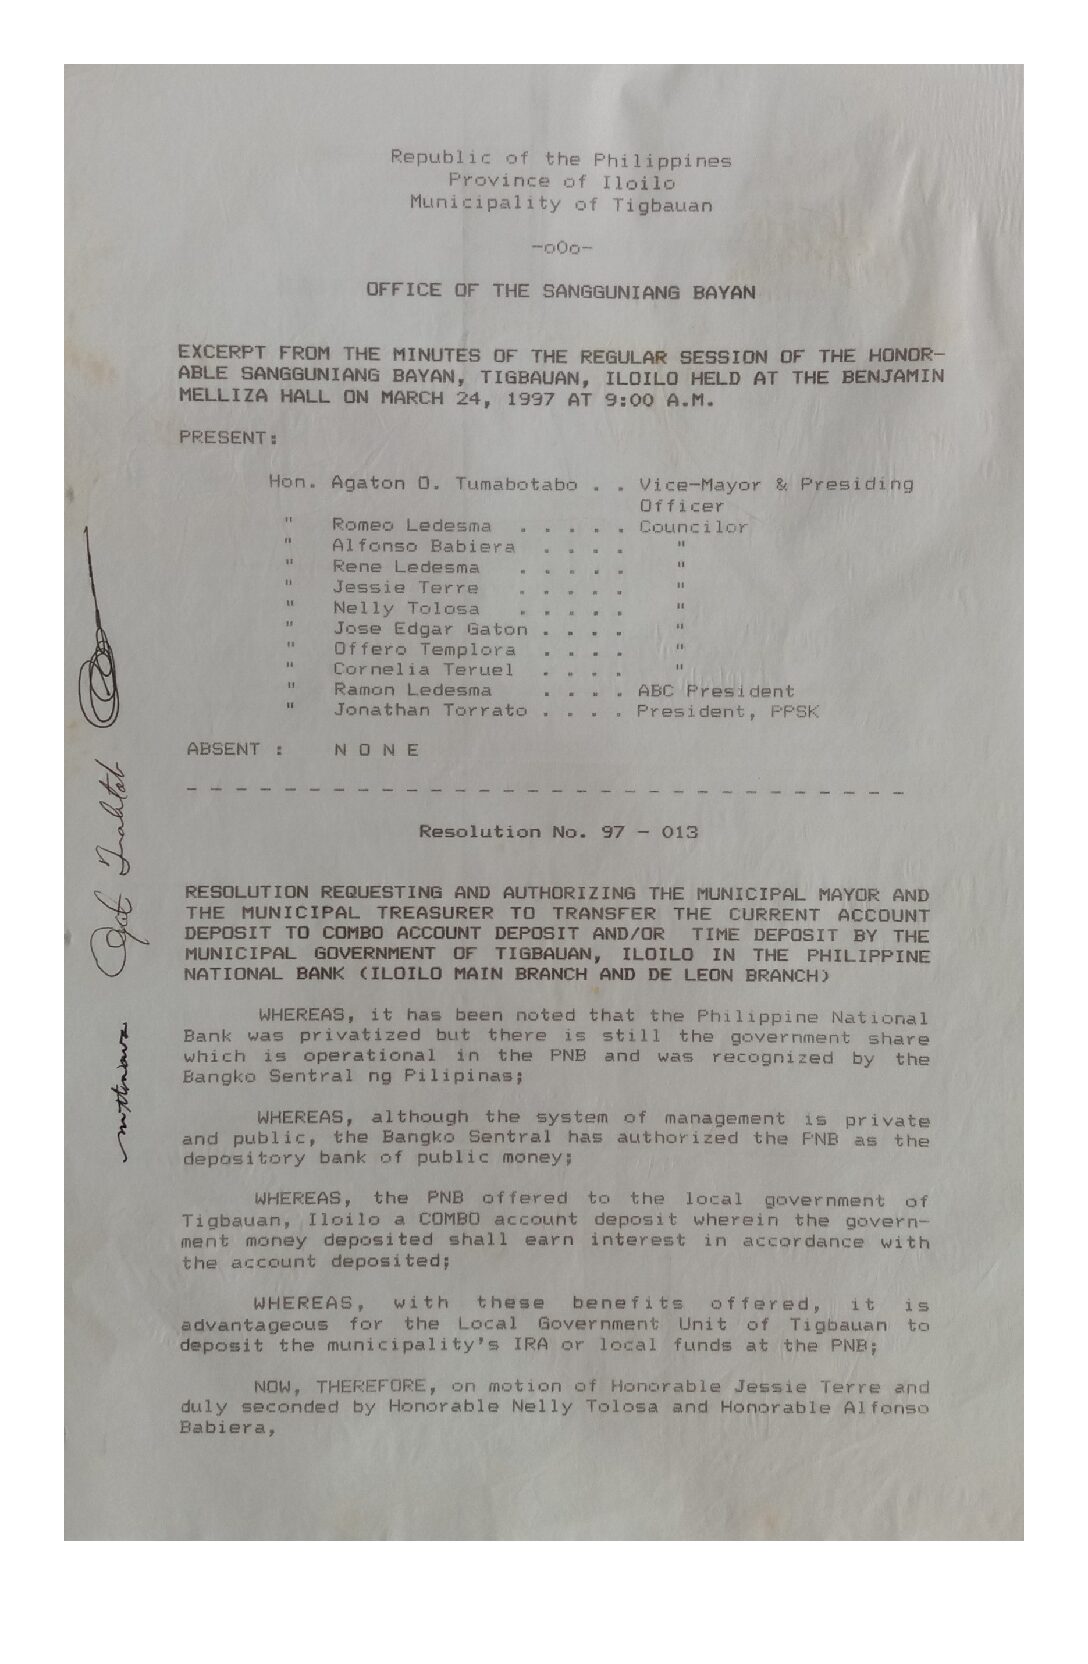 Republic of the Philippines
Province of Iloilo
Municipality of Tigbauan
-oOo-
OFFICE OF THE SANGGUNIANG BAYAN
EXCERPT FROM THE MINUTES OF THE REGULAR SESSION OF THE HONOR-
ABLE SANGGUNIANG BAYAN, TIGBAUAN, ILOILO HELD AT THE BENJAMIN
MELLIZA HALL ON MARCH 24, 1997 AT 9:00 A.M.
PRESENT:
Hon. Agaton O. Tumabotabo . . Vice-Mayor & Presiding
Officer
" Romeo Ledesma . . . . . Councilor
" Alfonso Babiera . . . . "
" Rene Ledesma . . . . . "
" Jessie Terre . . . . . "
" Nelly Tolosa . . . . . "
" Jose Edgar Gaton . . . . "
" Offero Templora . . . . "
" Cornelia Teruel . . . . "
" Ramon Ledesma . . . . ABC President
" Jonathan Torrato . . . . President, PPSK
ABSENT : N O N E
- - - - - - - - - - - - - - - - - - - - - - - - - - - - - -
Resolution No. 97 - 013
RESOLUTION REQUESTING AND AUTHORIZING THE MUNICIPAL MAYOR AND
THE MUNICIPAL TREASURER TO TRANSFER THE CURRENT ACCOUNT
DEPOSIT TO COMBO ACCOUNT DEPOSIT AND/OR TIME DEPOSIT BY THE
MUNICIPAL GOVERNMENT OF TIGBAUAN, ILOILO IN THE PHILIPPINE
NATIONAL BANK (ILOILO MAIN BRANCH AND DE LEON BRANCH)
WHEREAS, it has been noted that the Philippine National
Bank was privatized but there is still the government share
which is operational in the PNB and was recognized by the
Bangko Sentral ng Pilipinas;
WHEREAS, although the system of management is private
and public, the Bangko Sentral has authorized the PNB as the
depository bank of public money;
WHEREAS, the PNB offered to the local government of
Tigbauan, Iloilo a COMBO account deposit wherein the govern-
ment money deposited shall earn interest in accordance with
the account deposited;
WHEREAS, with these benefits offered, it is
advantageous for the Local Government Unit of Tigbauan to
deposit the municipality's IRA or local funds at the PNB;
NOW, THEREFORE, on motion of Honorable Jessie Terre and
duly seconded by Honorable Nelly Tolosa and Honorable Alfonso
Babiera,